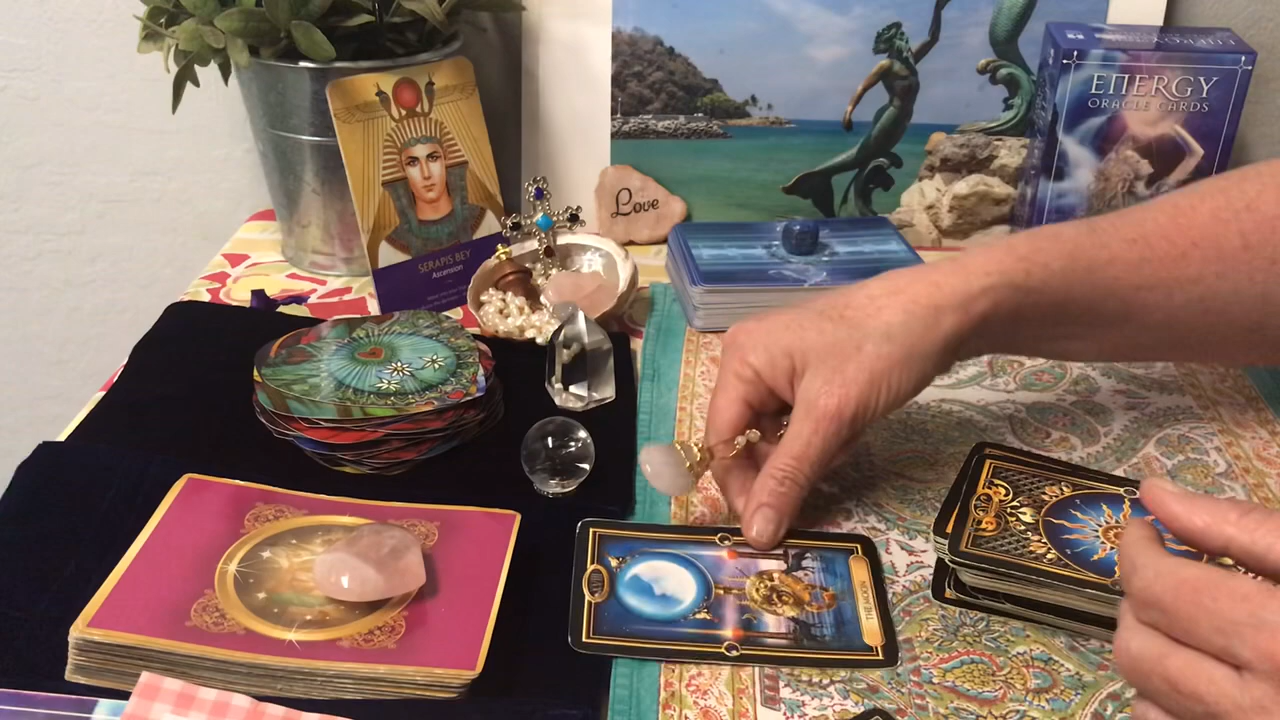 SERAPIS BEY
Ascension
Love
ENERGY
ORACLE CARDS
XVIII
THE MOON